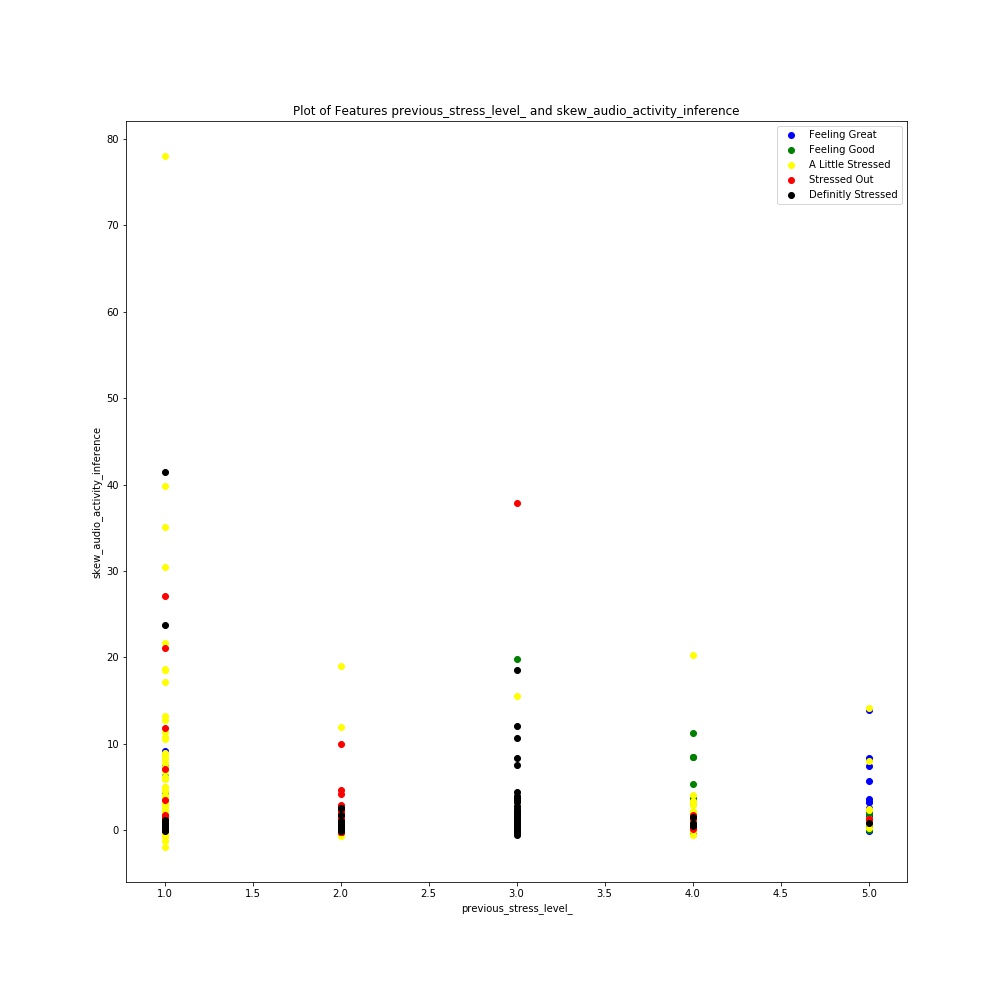 Plot of Features previous_stress_level_ and skew_audio_activity_inference
Feeling Great
Feeling Good
A Little Stressed
Stressed Out
Definitly Stressed
80
70
60
50
40
30
20
10
0
skew_audio_activity_inference
1.0 1.5 2.0 2.5 3.0 3.5 4.0 4.5 5.0
previous_stress_level_